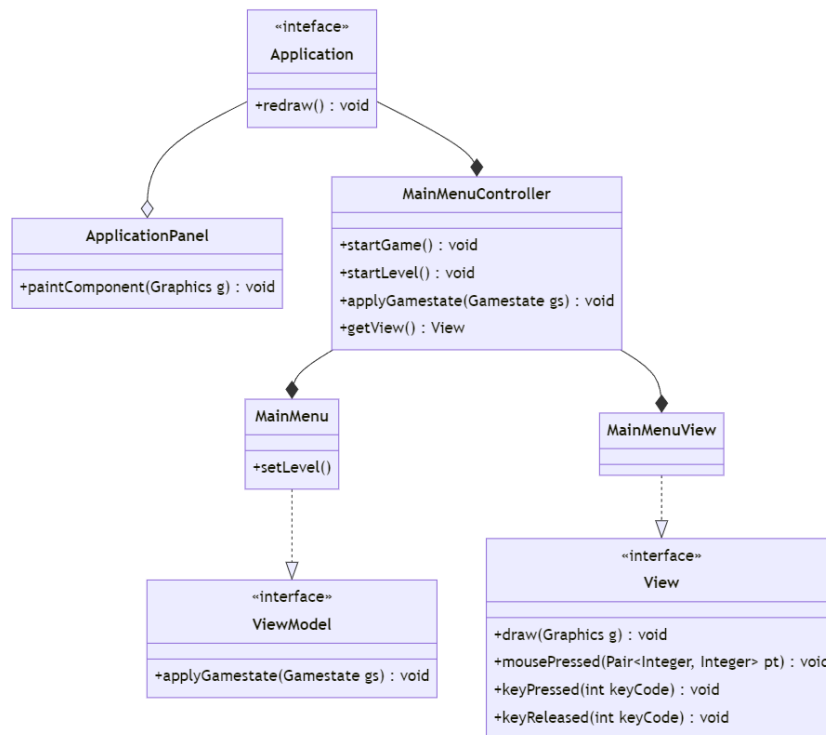 «inteface»
Application
+redraw() : void
ApplicationPanel
+paintComponent(Graphics g) : void
MainMenuController
+startGame() : void
+startLevel() : void
+applyGamestate(Gamestate gs) : void
+getView() : View
MainMenu
+setLevel()
MainMenuView
«interface»
ViewModel
+applyGamestate(Gamestate gs) : void
«interface»
View
+draw(Graphics g) : void
+mousePressed(Pair<Integer, Integer> pt) : void
+keyPressed(int keyCode) : void
+keyReleased(int keyCode) : void